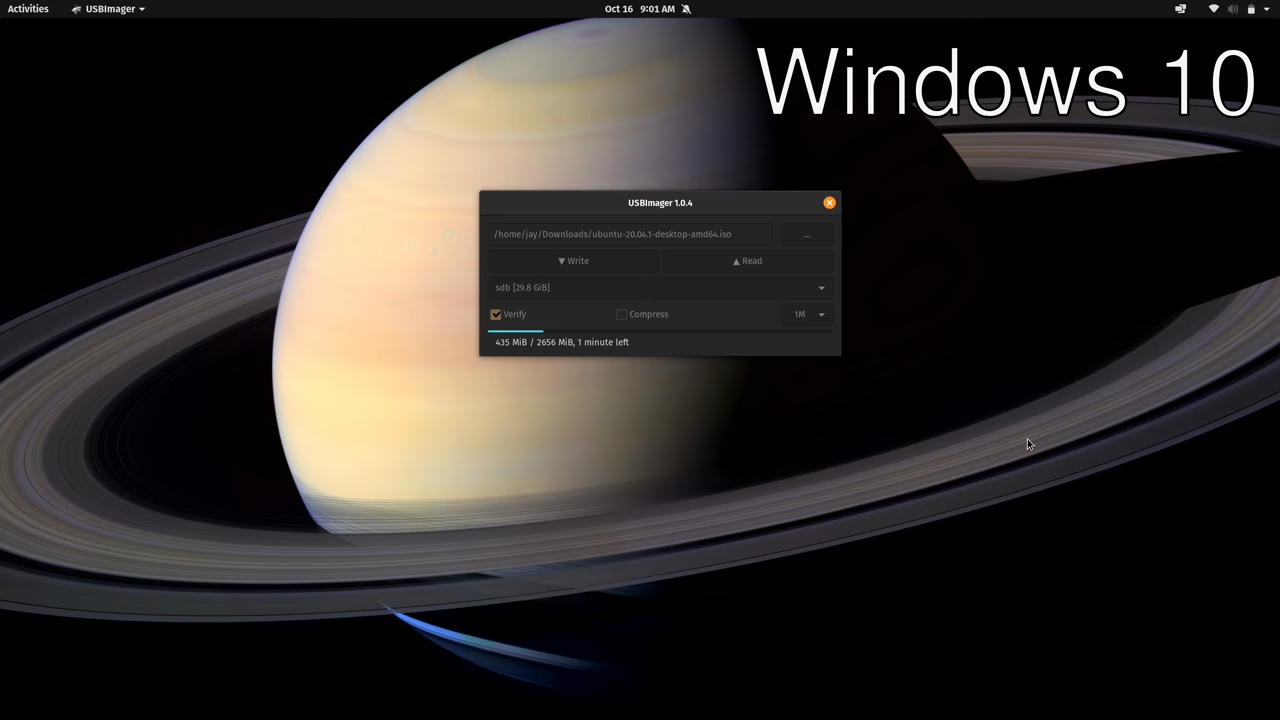 Activities USBImager Oct 16 9:01 AM
Windows 10
USBImager 1.0.4
/home/jay/Downloads/ubuntu-20.04.1-desktop-amd64.iso ...
▼ Write ▲ Read
sdb [29.8 GiB]
Verify Compress 1M
435 MiB / 2656 MiB, 1 minute left